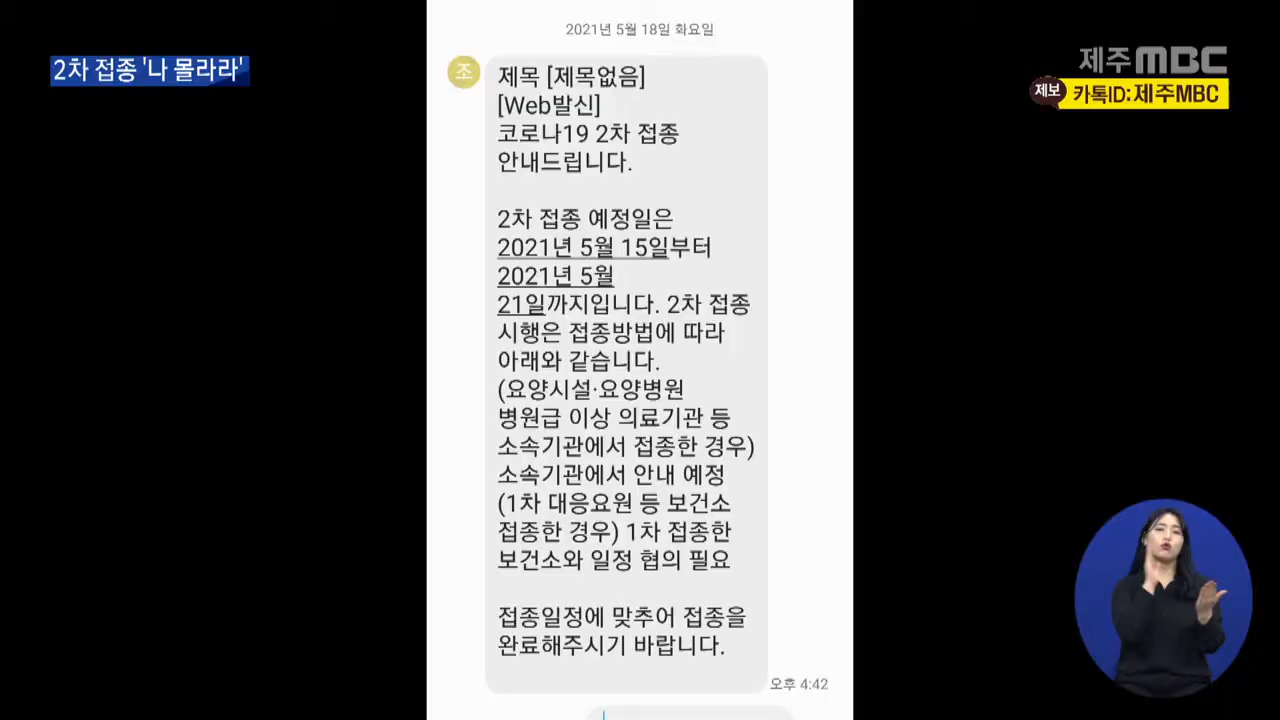 2021년 5월 18일 화요일
2차 접종 '나 몰라라'
제주MBC
제보 카톡ID:제주MBC
조
제목 [제목없음]
[Web발신]
코로나19 2차 접종
안내드립니다.
2차 접종 예정일은
2021년 5월 15일부터
2021년 5월
21일까지입니다. 2차 접종
시행은 접종방법에 따라
아래와 같습니다.
(요양시설·요양병원
병원급 이상 의료기관 등
소속기관에서 접종한 경우)
소속기관에서 안내 예정
(1차 대응요원 등 보건소
접종한 경우) 1차 접종한
보건소와 일정 협의 필요
접종일정에 맞추어 접종을
완료해주시기 바랍니다.
오후 4:42